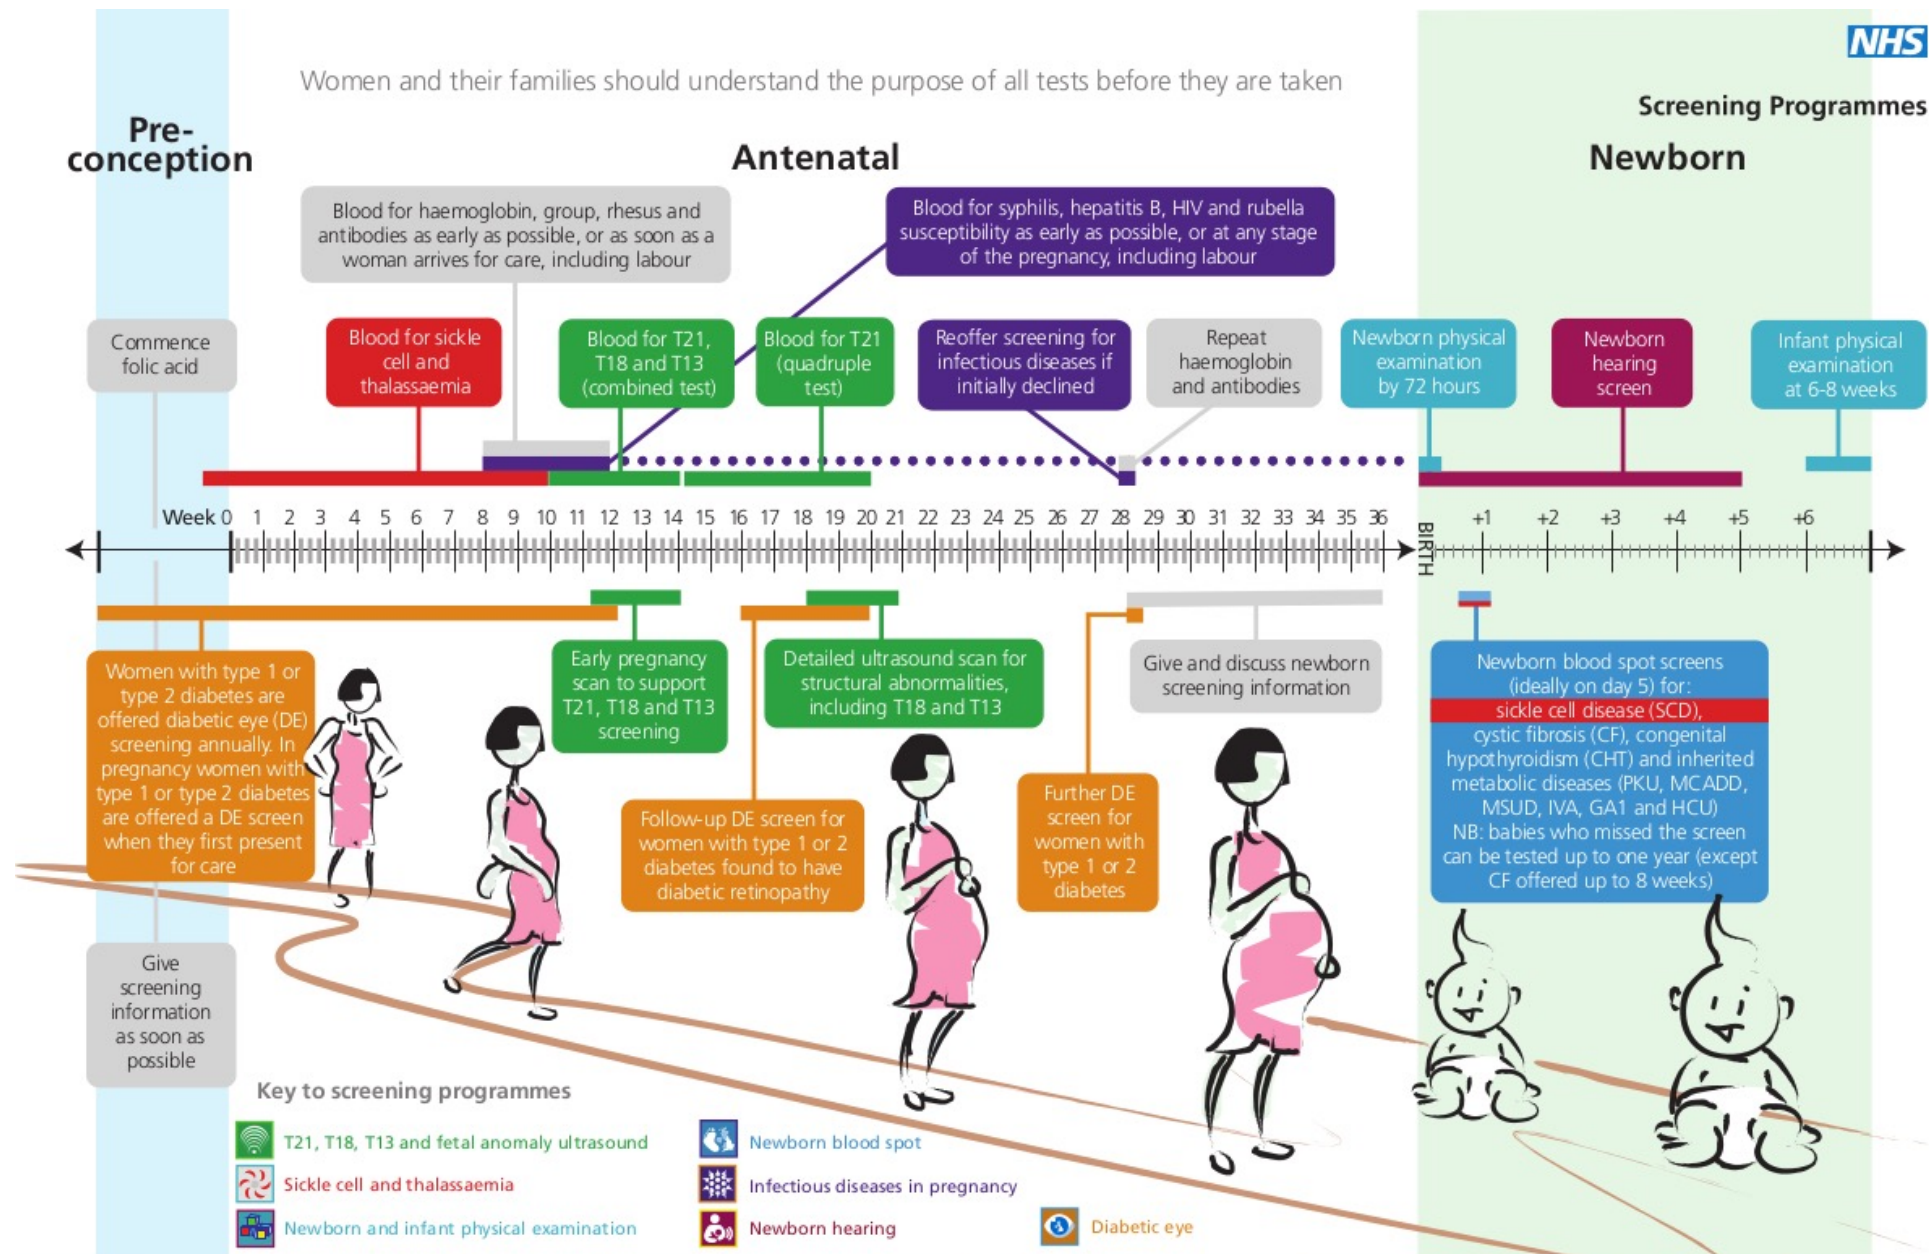 NHS
Women and their families should understand the purpose of all tests before they are taken
Screening Programmes
Pre-
conception
Antenatal
Newborn
Blood for haemoglobin, group, rhesus and
antibodies as early as possible, or as soon as a
woman arrives for care, including labour
Blood for syphilis, hepatitis B, HIV and rubella
susceptibility as early as possible, or at any stage
of the pregnancy, including labour
Commence
folic acid
Blood for sickle
cell and
thalassaemia
Blood for T21,
T18 and T13
(combined test)
Blood for T21
(quadruple
test)
Reoffer screening for
infectious diseases if
initially declined
Repeat
haemoglobin
and antibodies
Newborn physical
examination
by 72 hours
Newborn
hearing
screen
Infant physical
examination
at 6-8 weeks
Week 0 1 2 3 4 5 6 7 8 9 10 11 12 13 14 15 16 17 18 19 20 21 22 23 24 25 26 27 28 29 30 31 32 33 34 35 36
BIRTH
+1 +2 +3 +4 +5 +6
Women with type 1 or
type 2 diabetes are
offered diabetic eye (DE)
screening annually. In
pregnancy women with
type 1 or type 2 diabetes
are offered a DE screen
when they first present
for care
Early pregnancy
scan to support
T21, T18 and T13
screening
Detailed ultrasound scan for
structural abnormalities,
including T18 and T13
Give and discuss newborn
screening information
Newborn blood spot screens
(ideally on day 5) for:
sickle cell disease (SCD),
cystic fibrosis (CF), congenital
hypothyroidism (CHT) and inherited
metabolic diseases (PKU, MCADD,
MSUD, IVA, GA1 and HCU)
NB: babies who missed the screen
can be tested up to one year (except
CF offered up to 8 weeks)
Follow-up DE screen for
women with type 1 or 2
diabetes found to have
diabetic retinopathy
Further DE
screen for
women with
type 1 or 2
diabetes
Give
screening
information
as soon as
possible
Key to screening programmes
T21, T18, T13 and fetal anomaly ultrasound
Sickle cell and thalassaemia
Newborn and infant physical examination
Newborn blood spot
Infectious diseases in pregnancy
Newborn hearing
Diabetic eye